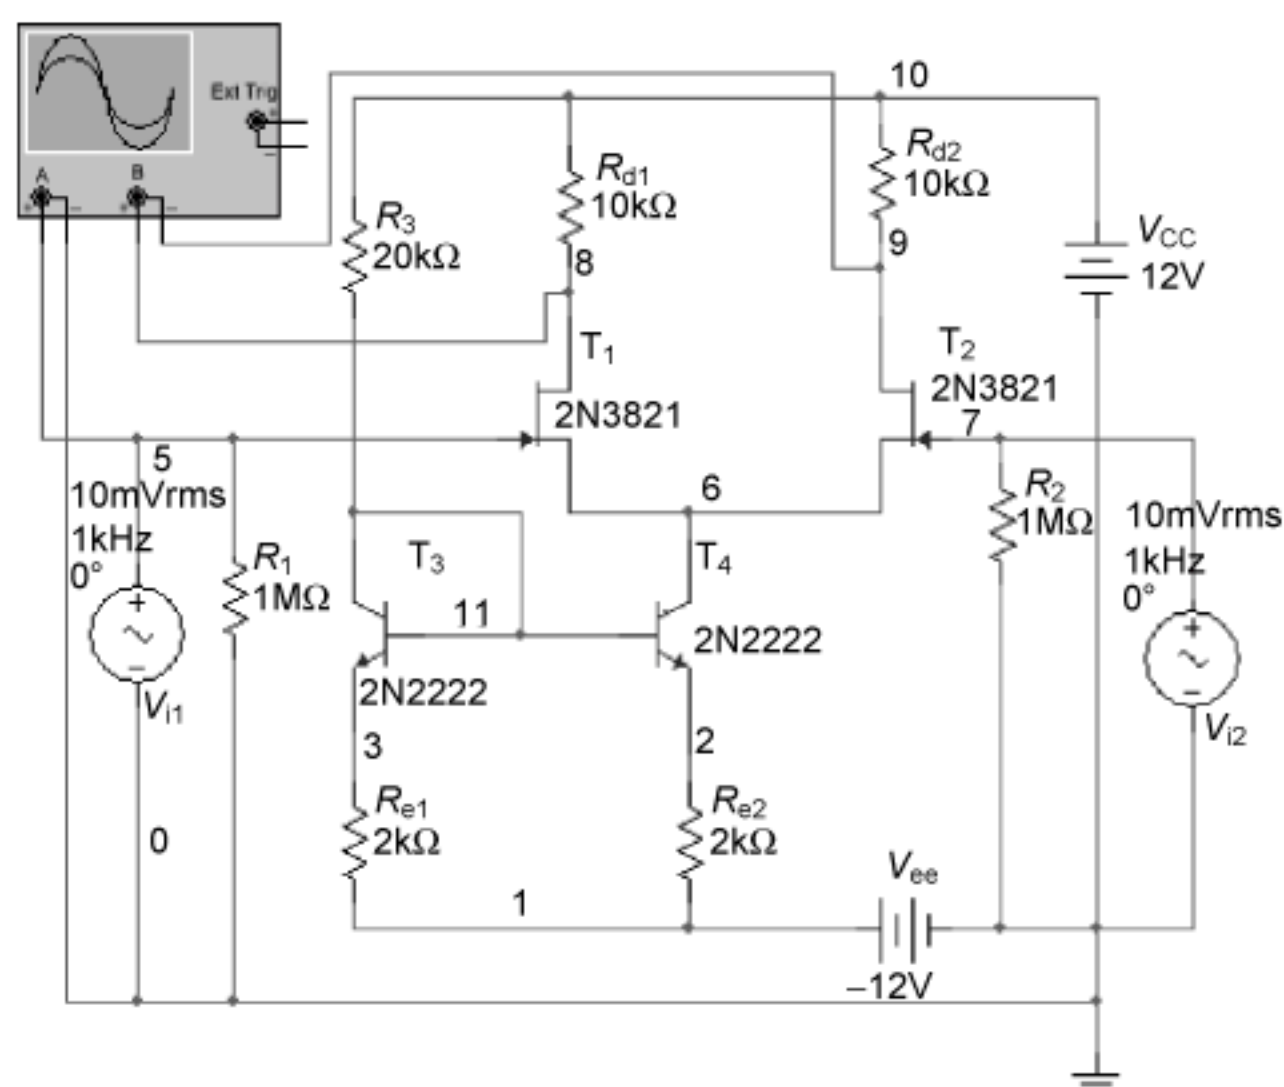 10
Ext Trig
+
−
A
B
+
−
+
−
R3
20kΩ
Rd1
10kΩ
Rd2
10kΩ
8
9
VCC
12V
T1
2N3821
T2
2N3821
7
5
10mVrms
1kHz
0°
R1
1MΩ
6
R2
1MΩ
10mVrms
1kHz
0°
T3
T4
11
2N2222
2N2222
+
−
Vi1
+
−
Vi2
3
2
Re1
2kΩ
Re2
2kΩ
0
Vee
−12V
1